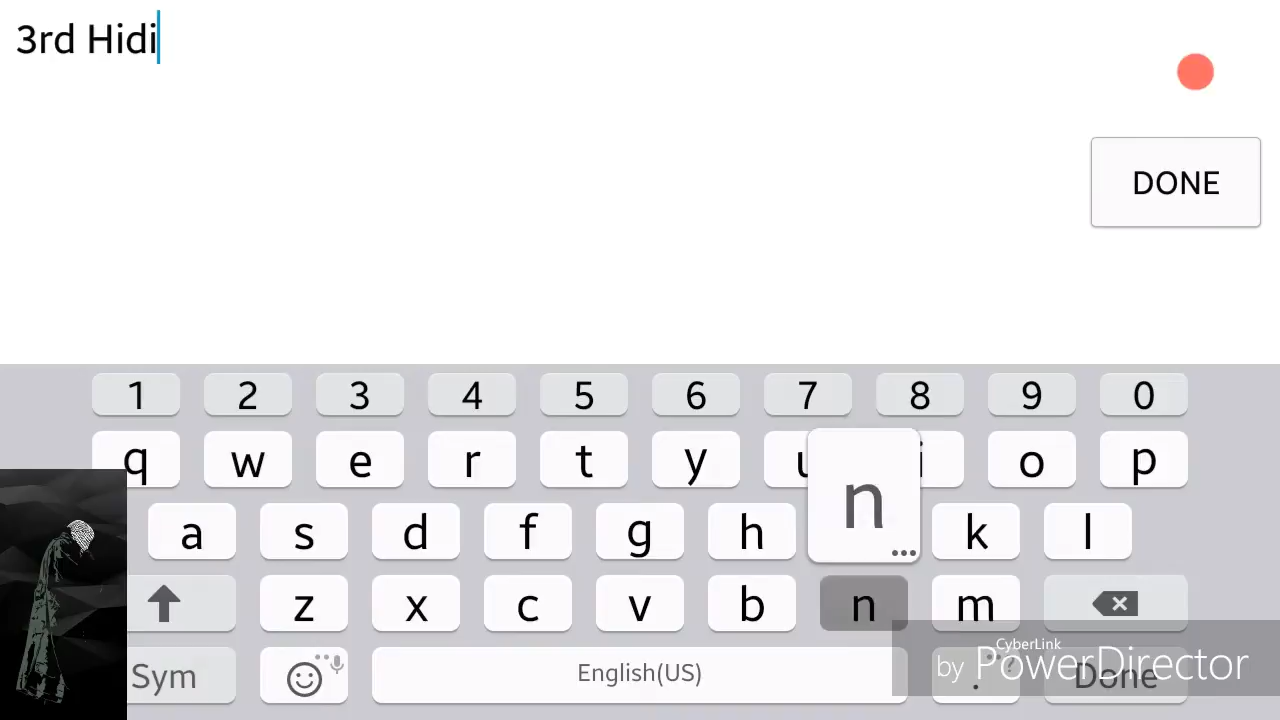 3rd Hidi
DONE
1 2 3 4 5 6 7 8 9 0
q w e r t y u i o p
n
a s d f g h k l
z x c v b n m
CyberLink
by PowerDirector
Sym English(US) . Done